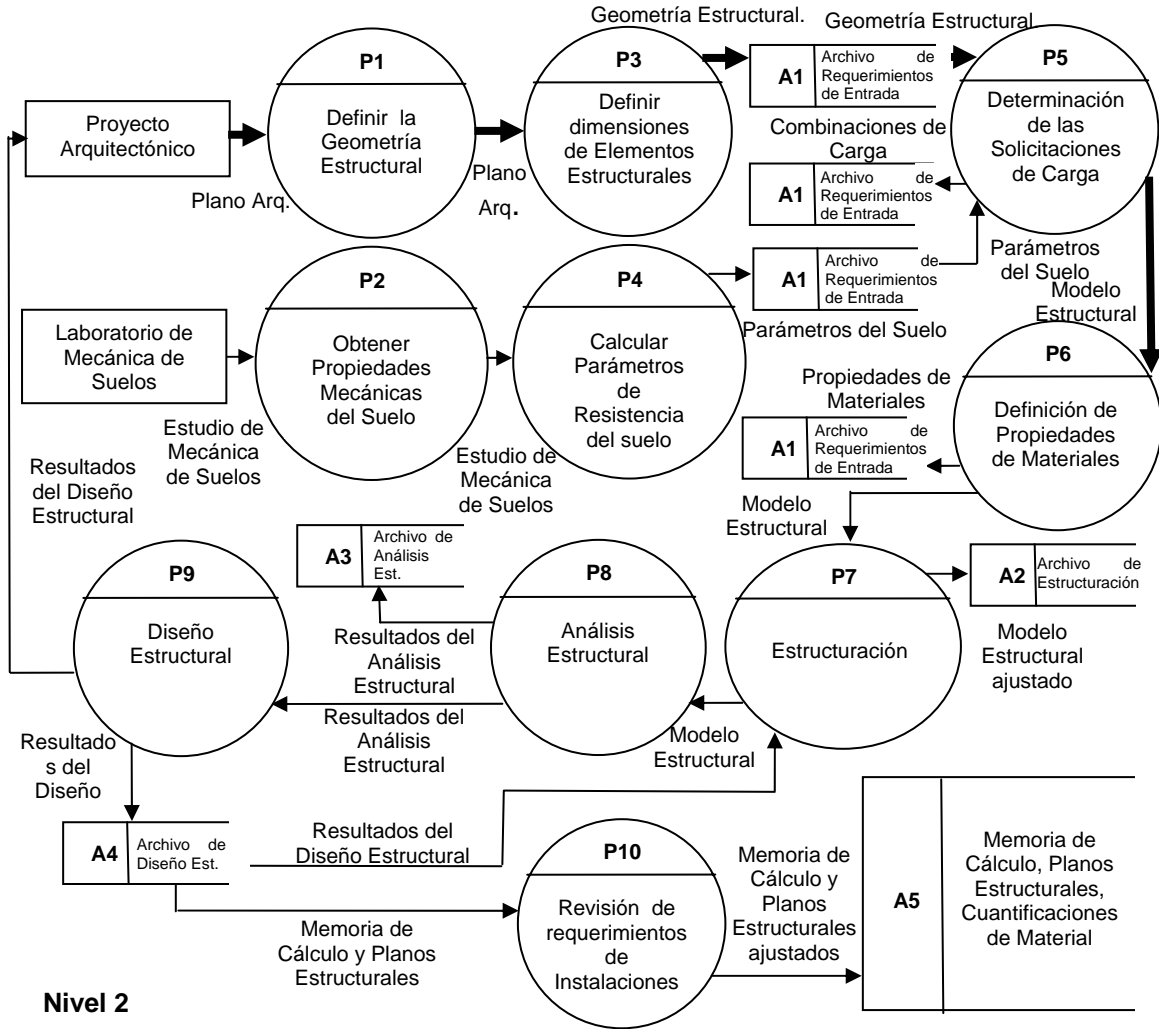 Geometría Estructural.
Geometría Estructural
P1
Definir la
Geometría
Estructural
P3
Definir
dimensiones
de Elementos
Estructurales
A1
Archivo de
Requerimientos
de Entrada
P5
Determinación
de las
Solicitaciones
de Carga
Proyecto
Arquitectónico
Plano Arq.
Plano
Arq.
Combinaciones de
Carga
A1
Archivo de
Requerimientos
de Entrada
P2
Obtener
Propiedades
Mecánicas
del Suelo
P4
Calcular
Parámetros
de
Resistencia
del suelo
A1
Archivo de
Requerimientos
de Entrada
Parámetros
del Suelo
Modelo
Estructural
Laboratorio de
Mecánica de
Suelos
Parámetros del Suelo
P6
Definición de
Propiedades
de Materiales
Propiedades de
Materiales
A1
Archivo de
Requerimientos
de Entrada
Estudio de
Mecánica
de Suelos
Estudio de
Mecánica
de Suelos
Resultados
del Diseño
Estructural
Modelo
Estructural
A3
Archivo de
Análisis
Est.
P9
Diseño
Estructural
P8
Análisis
Estructural
P7
Estructuración
A2
Archivo de
Estructuración
Resultados del
Análisis
Estructural
Modelo
Estructural
ajustado
Resultados del
Análisis
Estructural
Modelo
Estructural
Resultado
s del
Diseño
A4
Archivo de
Diseño Est.
Resultados del
Diseño Estructural
P10
Revisión de
requerimientos
de
Instalaciones
Memoria de
Cálculo y
Planos
Estructurales
ajustados
A5
Memoria de
Cálculo, Planos
Estructurales,
Cuantificaciones
de Material
Memoria de
Cálculo y Planos
Estructurales
Nivel 2